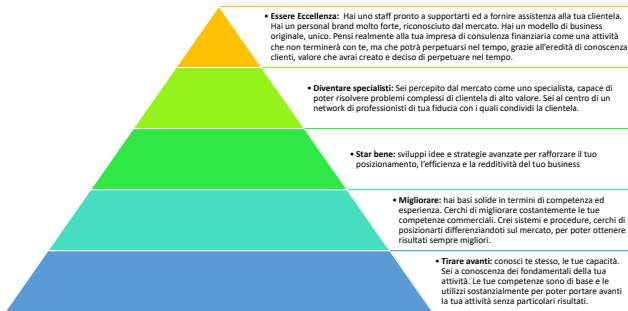 • Essere Eccellenza: Hai uno staff pronto a supportarti ed a fornire assistenza alla tua clientela.
Hai un personal brand molto forte, riconosciuto dal mercato. Hai un modello di business
originale, unico. Pensi realmente alla tua impresa di consulenza finanziaria come una attività
che non terminerà con te, ma che potrà perpetuarsi nel tempo, grazie all'eredità di conoscenza
clienti, valore che avrai creato e deciso di perpetuare nel tempo.
• Diventare specialisti: Sei percepito dal mercato come uno specialista, capace di
poter risolvere problemi complessi di clientela di alto valore. Sei al centro di un
network di professionisti di tua fiducia con i quali condividi la clientela.
• Star bene: sviluppi idee e strategie avanzate per rafforzare il tuo
posizionamento, l'efficienza e la redditività del tuo business
• Migliorare: hai basi solide in termini di competenza ed
esperienza. Cerchi di migliorare costantemente le tue
competenze commerciali. Crei sistemi e procedure, cerchi di
posizionarti differenziandoti sul mercato, per poter ottenere
risultati sempre migliori.
• Tirare avanti: conosci te stesso, le tue capacità.
Sei a conoscenza dei fondamentali della tua
attività. Le tue competenze sono di base e le
utilizzi sostanzialmente per poter portare avanti
la tua attività senza particolari risultati.